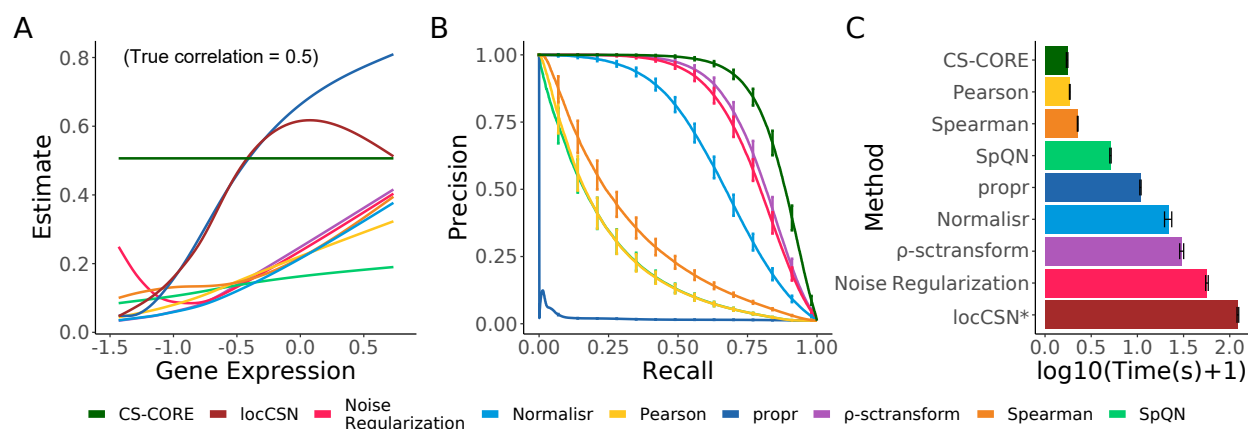 A
(True correlation = 0.5)
Estimate
0.8
0.6
0.4
0.2
0.0
-1.5
-1.0
-0.5
0.0
0.5
Gene Expression
B
Precision
1.00
0.75
0.50
0.25
0.00
0.00
0.25
0.50
0.75
1.00
Recall
C
Method
CS-CORE
Pearson
Spearman
SpQN
propr
Normalisr
ρ-sctransform
Noise Regularization
locCSN*
0.0
0.5
1.0
1.5
2.0
log10(Time(s)+1)
CS-CORE
locCSN
Noise
Regularization
Normalisr
Pearson
propr
ρ-sctransform
Spearman
SpQN